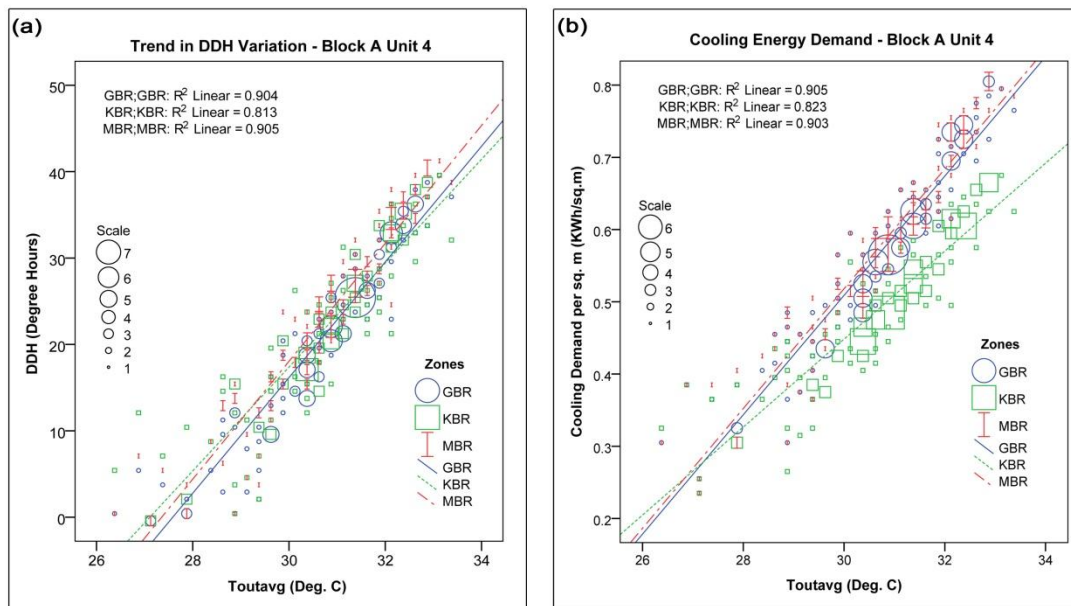 (a)
Trend in DDH Variation - Block A Unit 4
GBR;GBR: R² Linear = 0.904
KBR;KBR: R² Linear = 0.813
MBR;MBR: R² Linear = 0.905
DDH (Degree Hours)
50
40
30
20
10
0
Scale
7
6
5
4
3
2
1
Zones
GBR
KBR
MBR
GBR
KBR
MBR
26 28 30 32 34
Toutavg (Deg. C)
(b)
Cooling Energy Demand - Block A Unit 4
GBR;GBR: R² Linear = 0.905
KBR;KBR: R² Linear = 0.823
MBR;MBR: R² Linear = 0.903
Cooling Demand per sq. m (KWh/sq.m)
0.8
0.7
0.6
0.5
0.4
0.3
0.2
Scale
6
5
4
3
2
1
Zones
GBR
KBR
MBR
GBR
KBR
MBR
26 28 30 32 34
Toutavg (Deg. C)